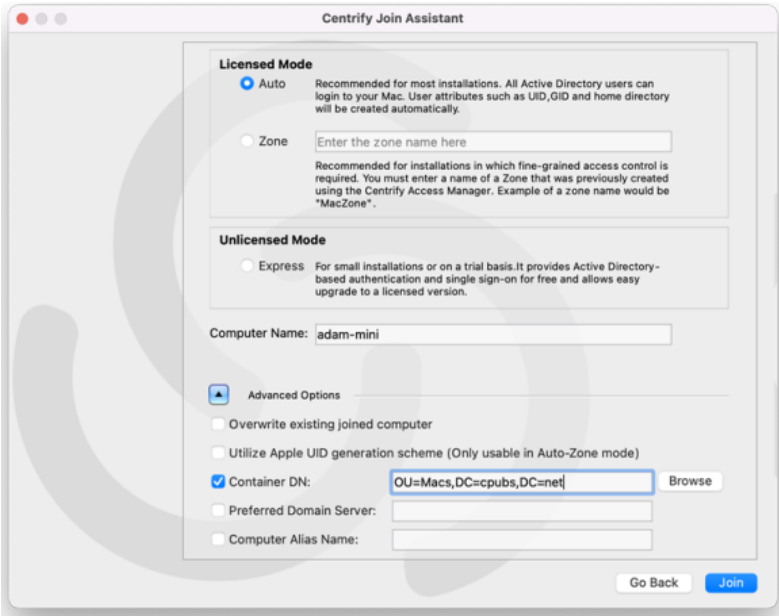 Centrify Join Assistant
Licensed Mode
Auto
Recommended for most installations. All Active Directory users can
login to your Mac. User attributes such as UID,GID and home directory
will be created automatically.
Zone
Enter the zone name here
Recommended for installations in which fine-grained access control is
required. You must enter a name of a Zone that was previously created
using the Centrify Access Manager. Example of a zone name would be
"MacZone".
Unlicensed Mode
Express
For small installations or on a trial basis.It provides Active Directory-
based authentication and single sign-on for free and allows easy
upgrade to a licensed version.
Computer Name: adam-mini
Advanced Options
Overwrite existing joined computer
Utilize Apple UID generation scheme (Only usable in Auto-Zone mode)
Container DN: OU=Macs,DC=cpubs,DC=net Browse
Preferred Domain Server:
Computer Alias Name:
Go Back Join